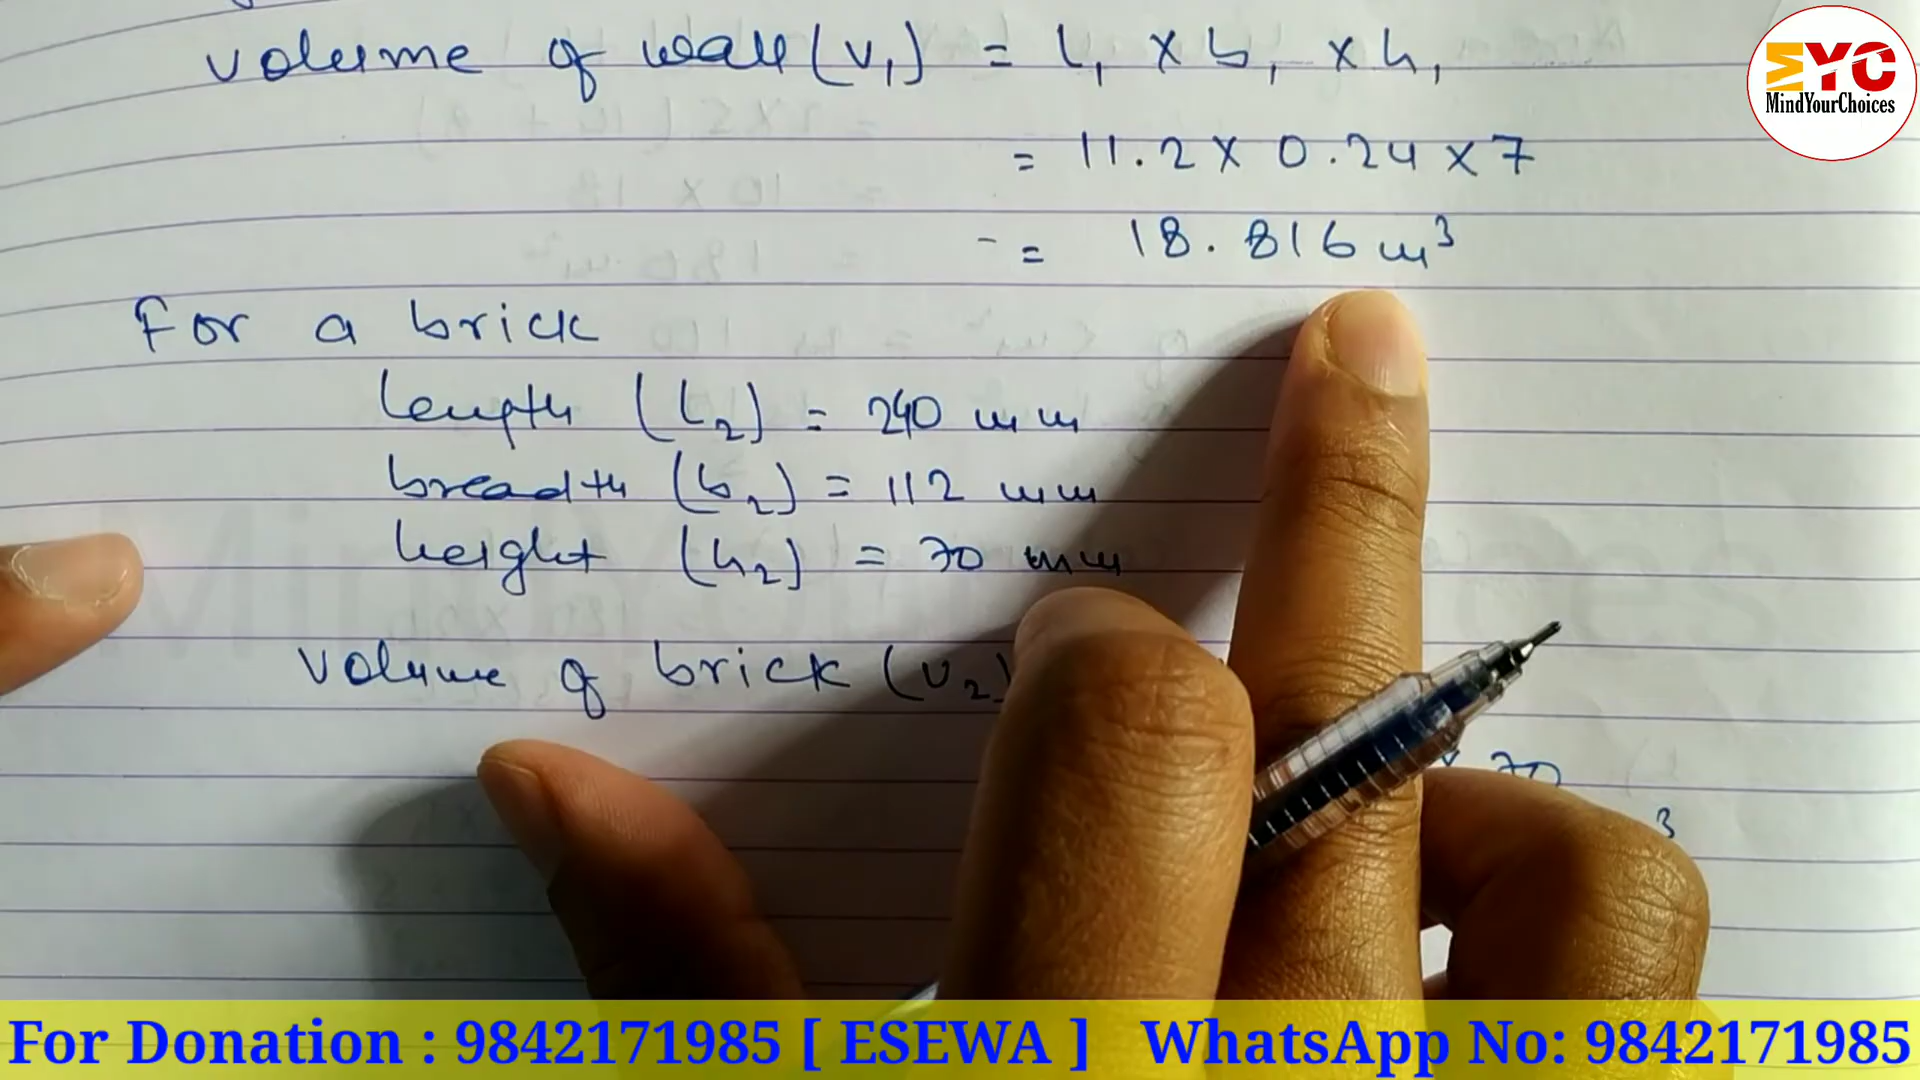 volume of wall (v₁) = l₁ × b₁ × h₁
= 11.2 × 0.24 × 7
= 18.816 m³
For a brick
length (l₂) = 240 mm
breadth (b₂) = 112 mm
height (h₂) = 70 mm
volume of brick (v₂)
70
3
MYC
MindYourChoices
For Donation : 9842171985 [ ESEWA ] WhatsApp No: 9842171985